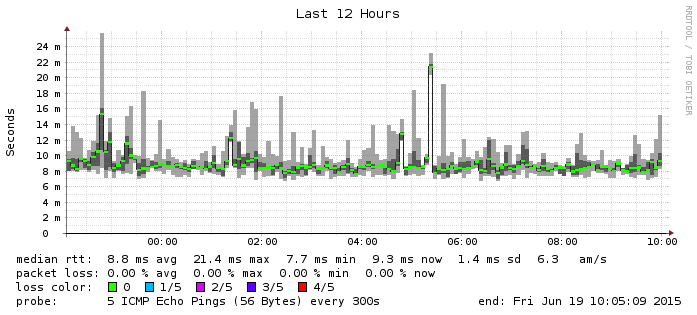 Last 12 Hours
RRDTOOL / TOBI OETIKER
Seconds
24 m
22 m
20 m
18 m
16 m
14 m
12 m
10 m
8 m
6 m
4 m
2 m
0
00:00 02:00 04:00 06:00 08:00 10:00
median rtt: 8.8 ms avg 21.4 ms max 7.7 ms min 9.3 ms now 1.4 ms sd 6.3 am/s
packet loss: 0.00 % avg 0.00 % max 0.00 % min 0.00 % now
loss color: 0 1/5 2/5 3/5 4/5
probe: 5 ICMP Echo Pings (56 Bytes) every 300s end: Fri Jun 19 10:05:09 2015